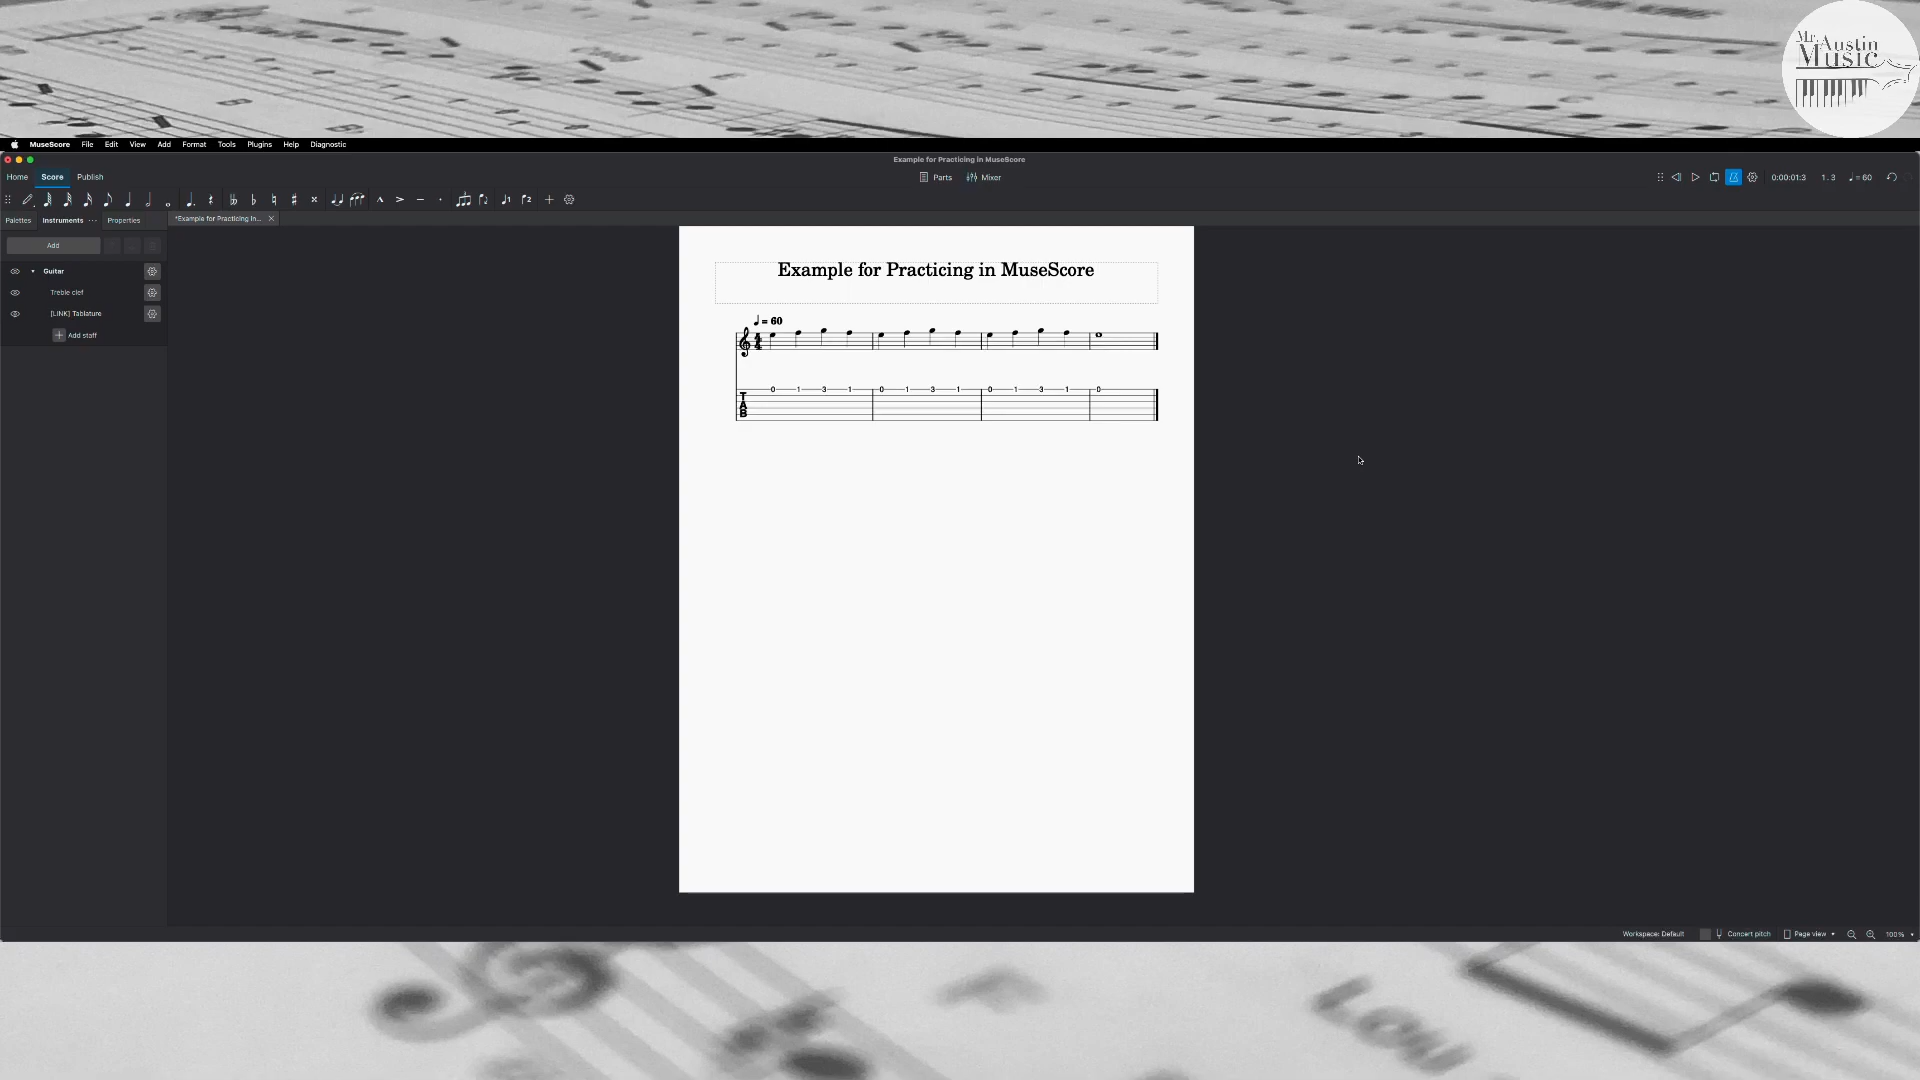 Mr. Austin
Music
MuseScore File Edit View Add Format Tools Plugins Help Diagnostic
Example for Practicing in MuseScore
Home Score Publish
Parts Mixer
0:00:01:3 1 . 3 = 60
Palettes Instruments ··· Properties
*Example for Practicing in...
Add
Guitar
Treble clef
[LINK] Tablature
Add staff
Example for Practicing in MuseScore
= 60
4
4
0 1 3 1 0 1 3 1 0 1 3 1 0
T
A
B
Workspace: Default Concert pitch Page view 100%